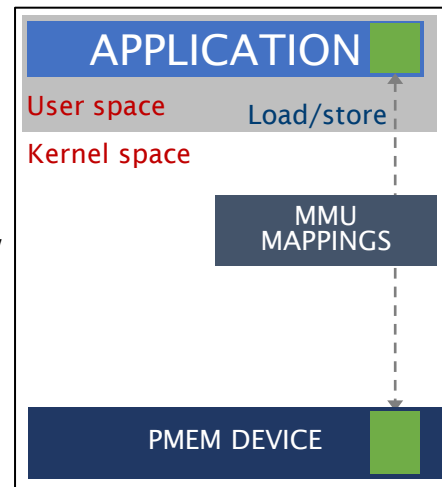 APPLICATION
User space
Load/store
Kernel space
MMU
MAPPINGS
PMEM DEVICE